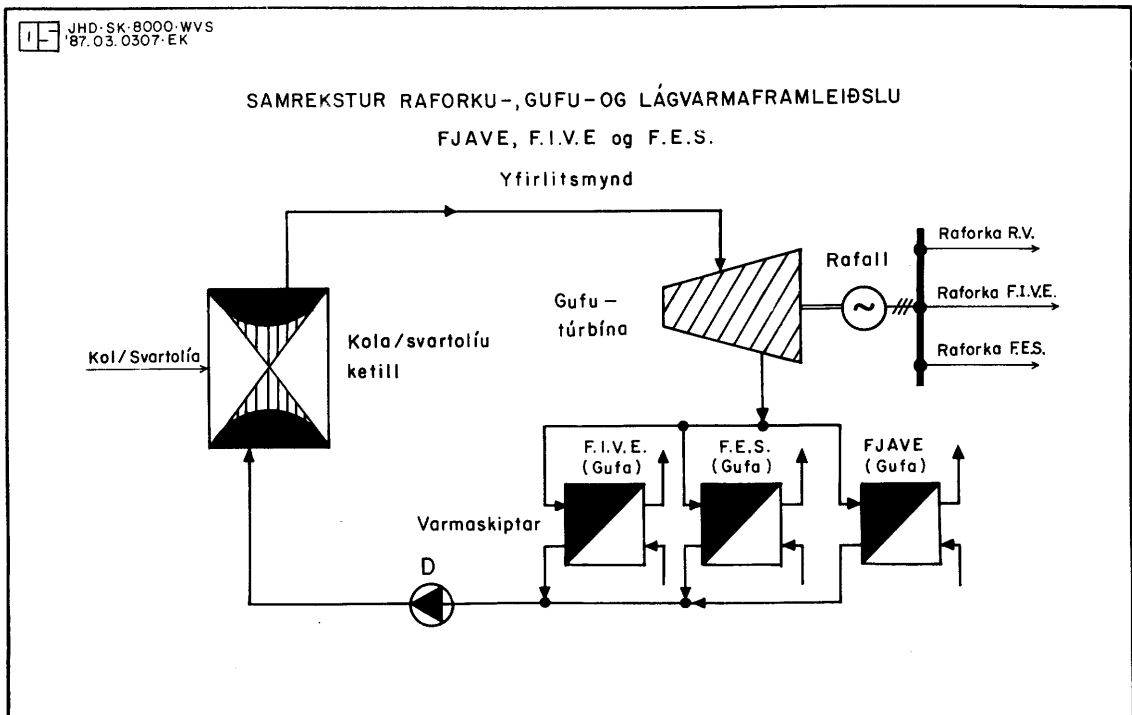 JHD·SK·8000·WVS
'87.03.0307·EK
SAMREKSTUR RAFORKU-, GUFU-OG LÁGVARMAFRAMLEIÐSLU
FJAVE, F.I.V.E og F.E.S.
Yfirlitsmynd
Kol/Svartolía
Kola/svartolíu
ketill
Gufu-
túrbína
Rafall
~
Raforka R.V.
Raforka F.I.V.E.
Raforka F.E.S.
F.I.V.E.
(Gufa)
F.E.S.
(Gufa)
FJAVE
(Gufa)
Varmaskiptar
D